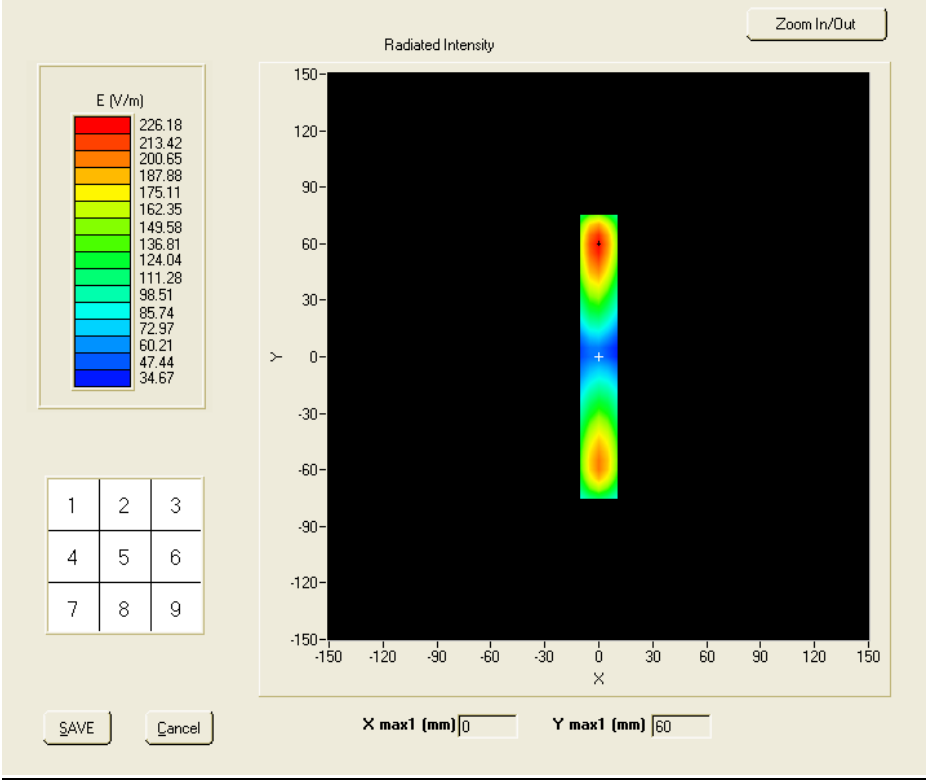 Zoom In/Out
Radiated Intensity
E (V/m)
226.18
213.42
200.65
187.88
175.11
162.35
149.58
136.81
124.04
111.28
98.51
85.74
72.97
60.21
47.44
34.67
150
120
90
60
30
0
-30
-60
-90
-120
-150
Y
-150 -120 -90 -60 -30 0 30 60 90 120 150
X
1 2 3
4 5 6
7 8 9
SAVE Cancel
X max1 (mm) 0 Y max1 (mm) 60